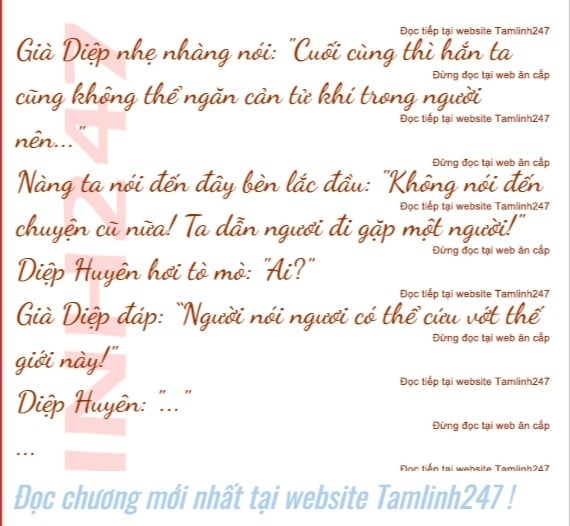 Đọc tiếp tại website Tamlinh247
Già Diệp nhẹ nhàng nói: "Cuối cùng thì hắn ta
Đừng đọc tại web ăn cắp
cũng không thể ngăn cản tử khí trong người
Đọc tiếp tại website Tamlinh247
nên..."
Đừng đọc tại web ăn cắp
Nàng ta nói đến đây bèn lắc đầu: "Không nói đến
Đọc tiếp tại website Tamlinh247
chuyện cũ nữa! Ta dẫn ngươi đi gặp một người!"
Đừng đọc tại web ăn cắp
Diệp Huyên hơi tò mò: "Ai?"
Đọc tiếp tại website Tamlinh247
Già Diệp đáp: "Người nói ngươi có thể cứu vớt thế
Đừng đọc tại web ăn cắp
giới này!"
Đọc tiếp tại website Tamlinh247
Diệp Huyên: "..."
Đừng đọc tại web ăn cắp
...
Đọc tiếp tại website Tamlinh247
INH247
Đọc chương mới nhất tại website Tamlinh247 !